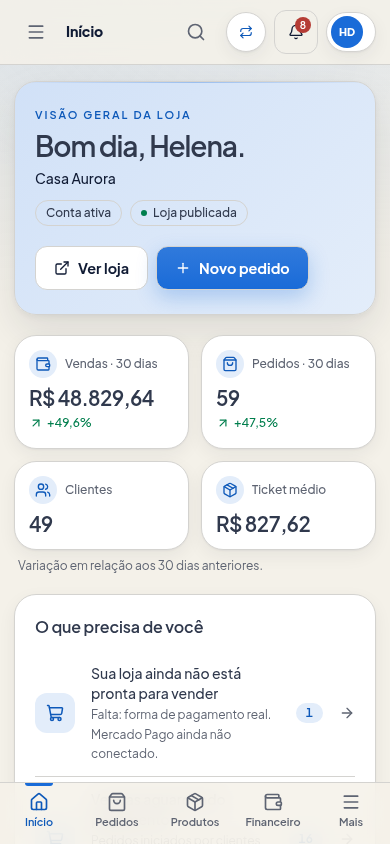 Início
8
HD
VISÃO GERAL DA LOJA
Bom dia, Helena.
Casa Aurora
Conta ativa
Loja publicada
Ver loja
Novo pedido
Vendas · 30 dias
R$ 48.829,64
+49,6%
Pedidos · 30 dias
59
+47,5%
Clientes
49
Ticket médio
R$ 827,62
Variação em relação aos 30 dias anteriores.
O que precisa de você
Sua loja ainda não está
pronta para vender
Falta: forma de pagamento real.
Mercado Pago ainda não
conectado.
1
Início
Pedidos
Produtos
Financeiro
Mais